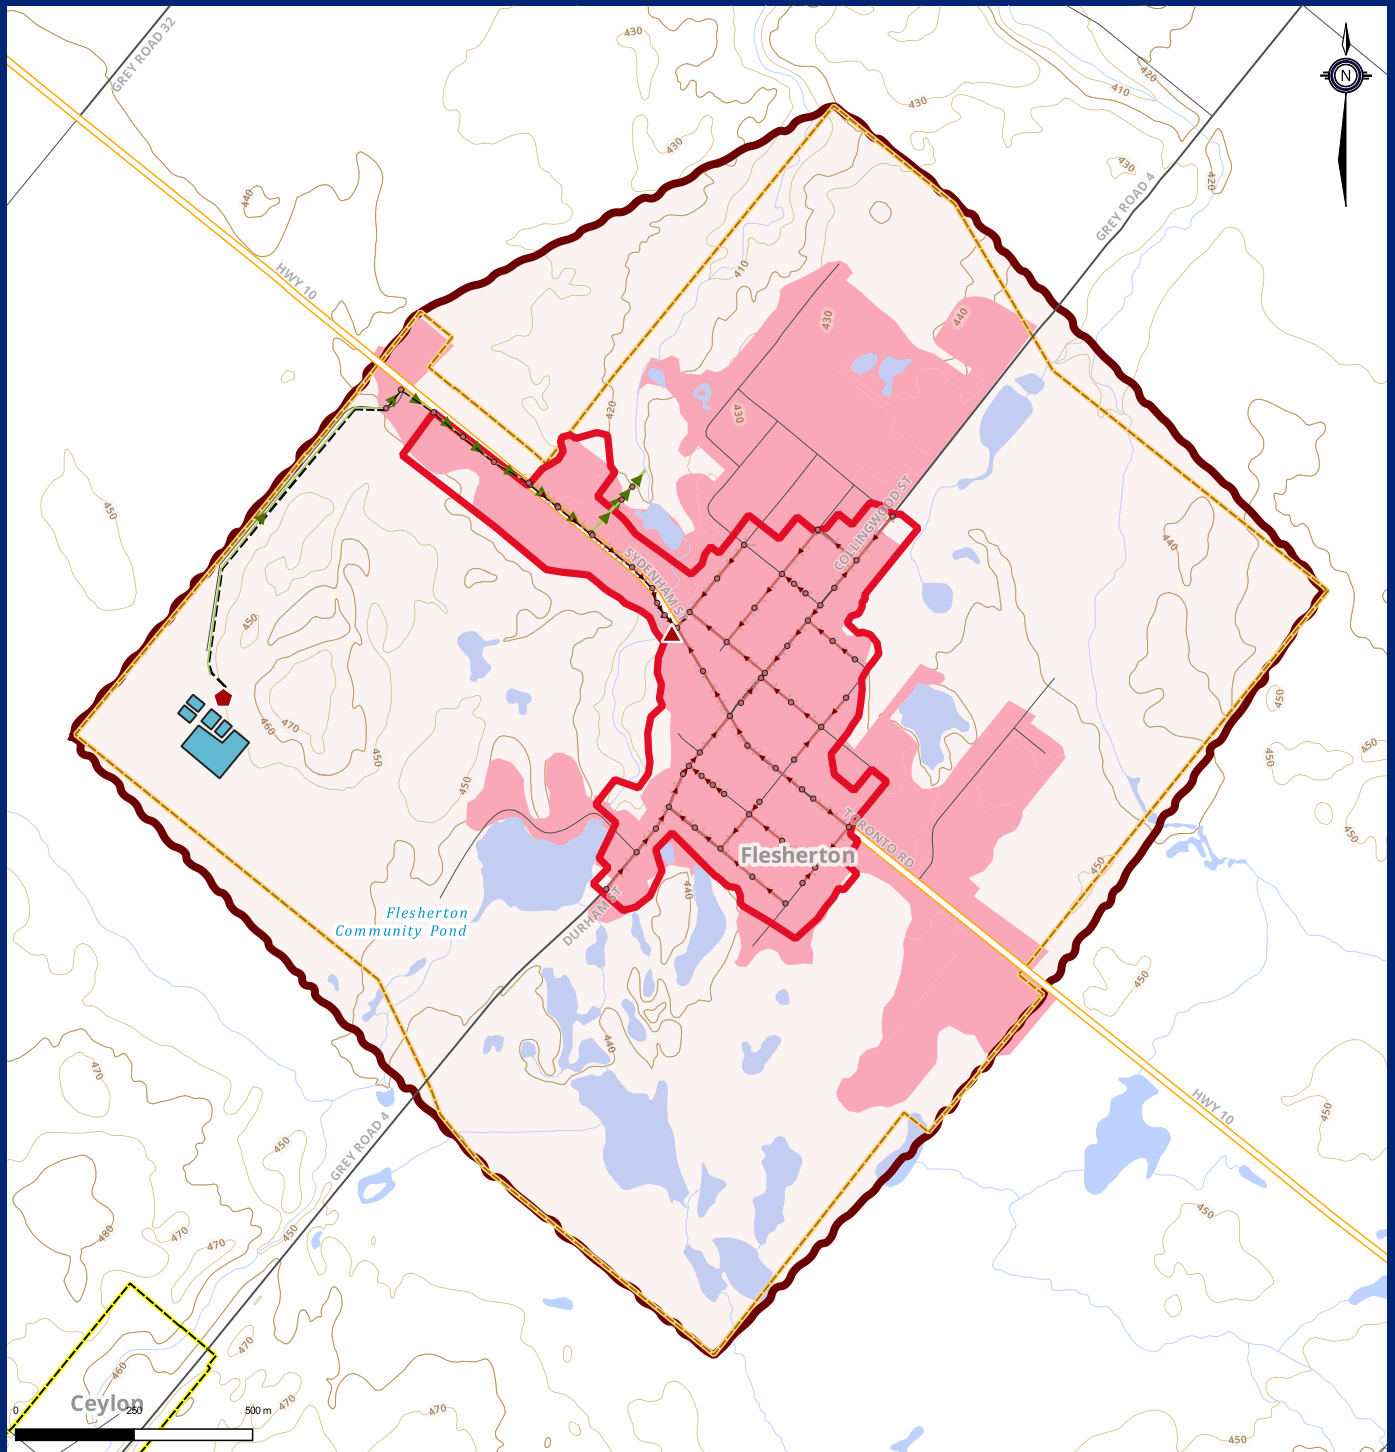 GREY ROAD 32
430
420
410
430
N
430
430
420
440
GREY ROAD 4
410
HWY 10
430
440
420
430
COLLINGWOOD ST
450
440
SYDENHAM ST
450
460
470
450
450
450
450
450
TORONTO RD
450
450
Flesherton
440
Flesherton
Community Pond
DURHAM ST
450
440
470
HWY 10
450
450
GREY ROAD 4
480
470
470
450
450
470
460
Ceylon
470
470
450
0
250
500 m